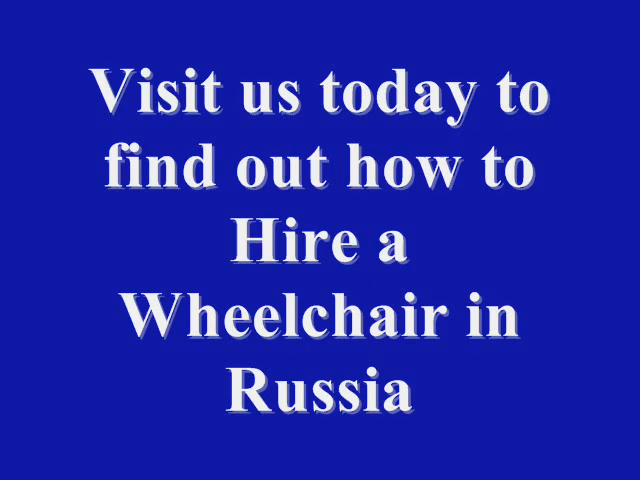 Visit us today to
find out how to
Hire a
Wheelchair in
Russia